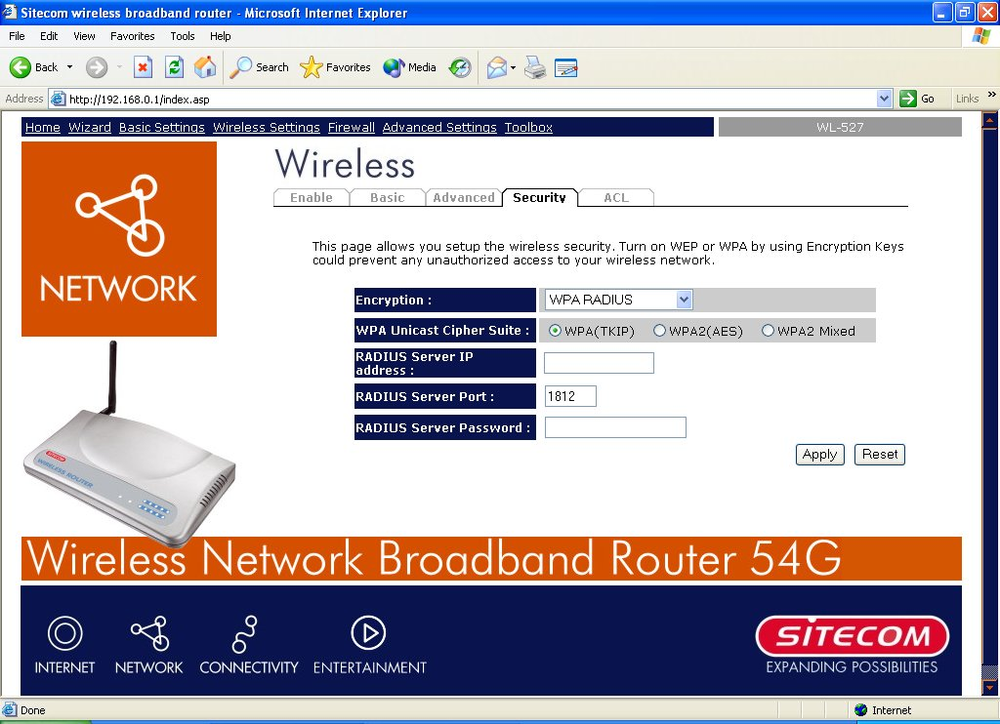 Sitecom wireless broadband router - Microsoft Internet Explorer
File Edit View Favorites Tools Help
Back Search Favorites Media
Address http://192.168.0.1/index.asp Go Links »
Home Wizard Basic Settings Wireless Settings Firewall Advanced Settings Toolbox WL-527
Wireless
Enable Basic Advanced Security ACL
This page allows you setup the wireless security. Turn on WEP or WPA by using Encryption Keys
could prevent any unauthorized access to your wireless network.
NETWORK
Encryption : WPA RADIUS
WPA Unicast Cipher Suite : WPA(TKIP) WPA2(AES) WPA2 Mixed
RADIUS Server IP
address :
RADIUS Server Port : 1812
RADIUS Server Password :
Apply Reset
SITECOM
WIRELESS ROUTER
Wireless Network Broadband Router 54G
INTERNET NETWORK CONNECTIVITY ENTERTAINMENT
SITECOM
EXPANDING POSSIBILITIES
Done Internet